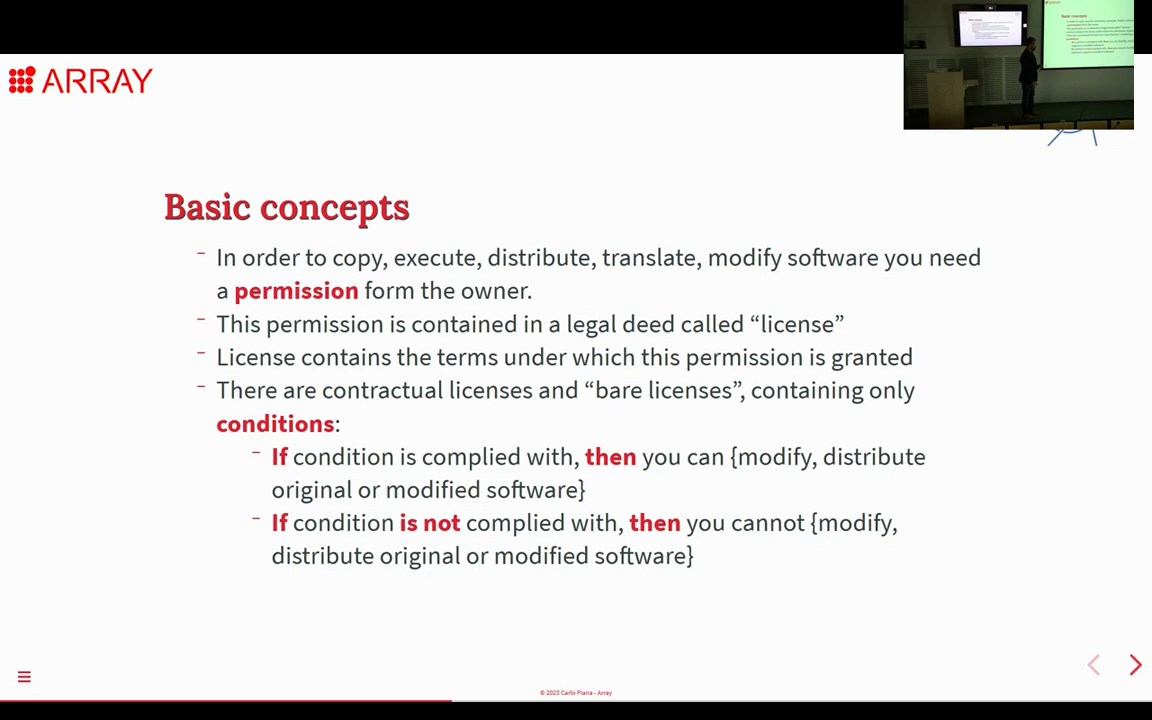 ARRAY
Basic concepts
In order to copy, execute, distribute, translate, modify software you need
a permission form the owner.
This permission is contained in a legal deed called “license”
License contains the terms under which this permission is granted
There are contractual licenses and “bare licenses”, containing only
conditions:
If condition is complied with, then you can {modify, distribute
original or modified software}
If condition is not complied with, then you cannot {modify,
distribute original or modified software}
© 2023 Carlo Piana - Array